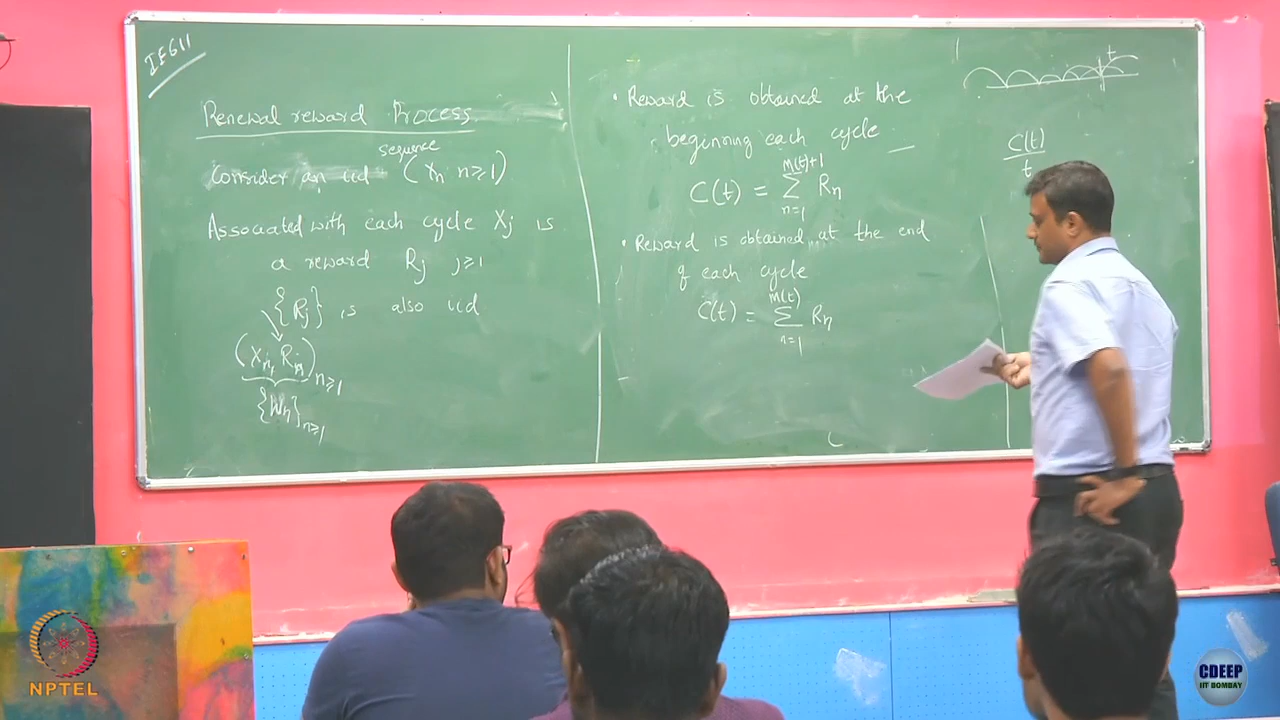 IE611
Renewal reward Process
sequence
Consider an iid (Xn n≥1)
Associated with each cycle Xj is
a reward Rj j≥1
{Rj} is also iid
(Xn, Rn)n≥1
{Wn}n≥1
• Reward is obtained at the
beginning each cycle
C(t) = ∑_{n=1}^{M(t)+1} Rn
• Reward is obtained at the end
of each cycle
C(t) = ∑_{n=1}^{M(t)} Rn
t
C(t)
t
NPTEL
CDEEP
IIT BOMBAY